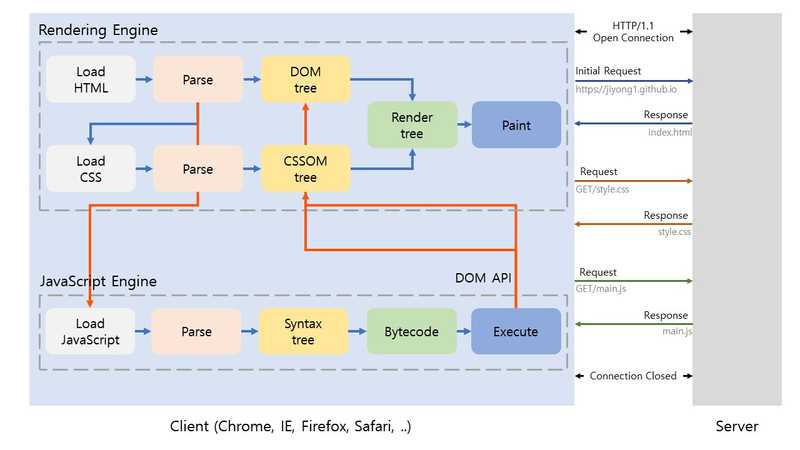 Rendering Engine
Load
HTML
Parse
DOM
tree
Render
tree
Paint
Load
CSS
Parse
CSSOM
tree
JavaScript Engine
DOM API
Load
JavaScript
Parse
Syntax
tree
Bytecode
Execute
HTTP/1.1
Open Connection
Initial Request
https://jiyong1.github.io
Response
index.html
Request
GET/style.css
Response
style.css
Request
GET/main.js
Response
main.js
Connection Closed
Client (Chrome, IE, Firefox, Safari, ..)
Server